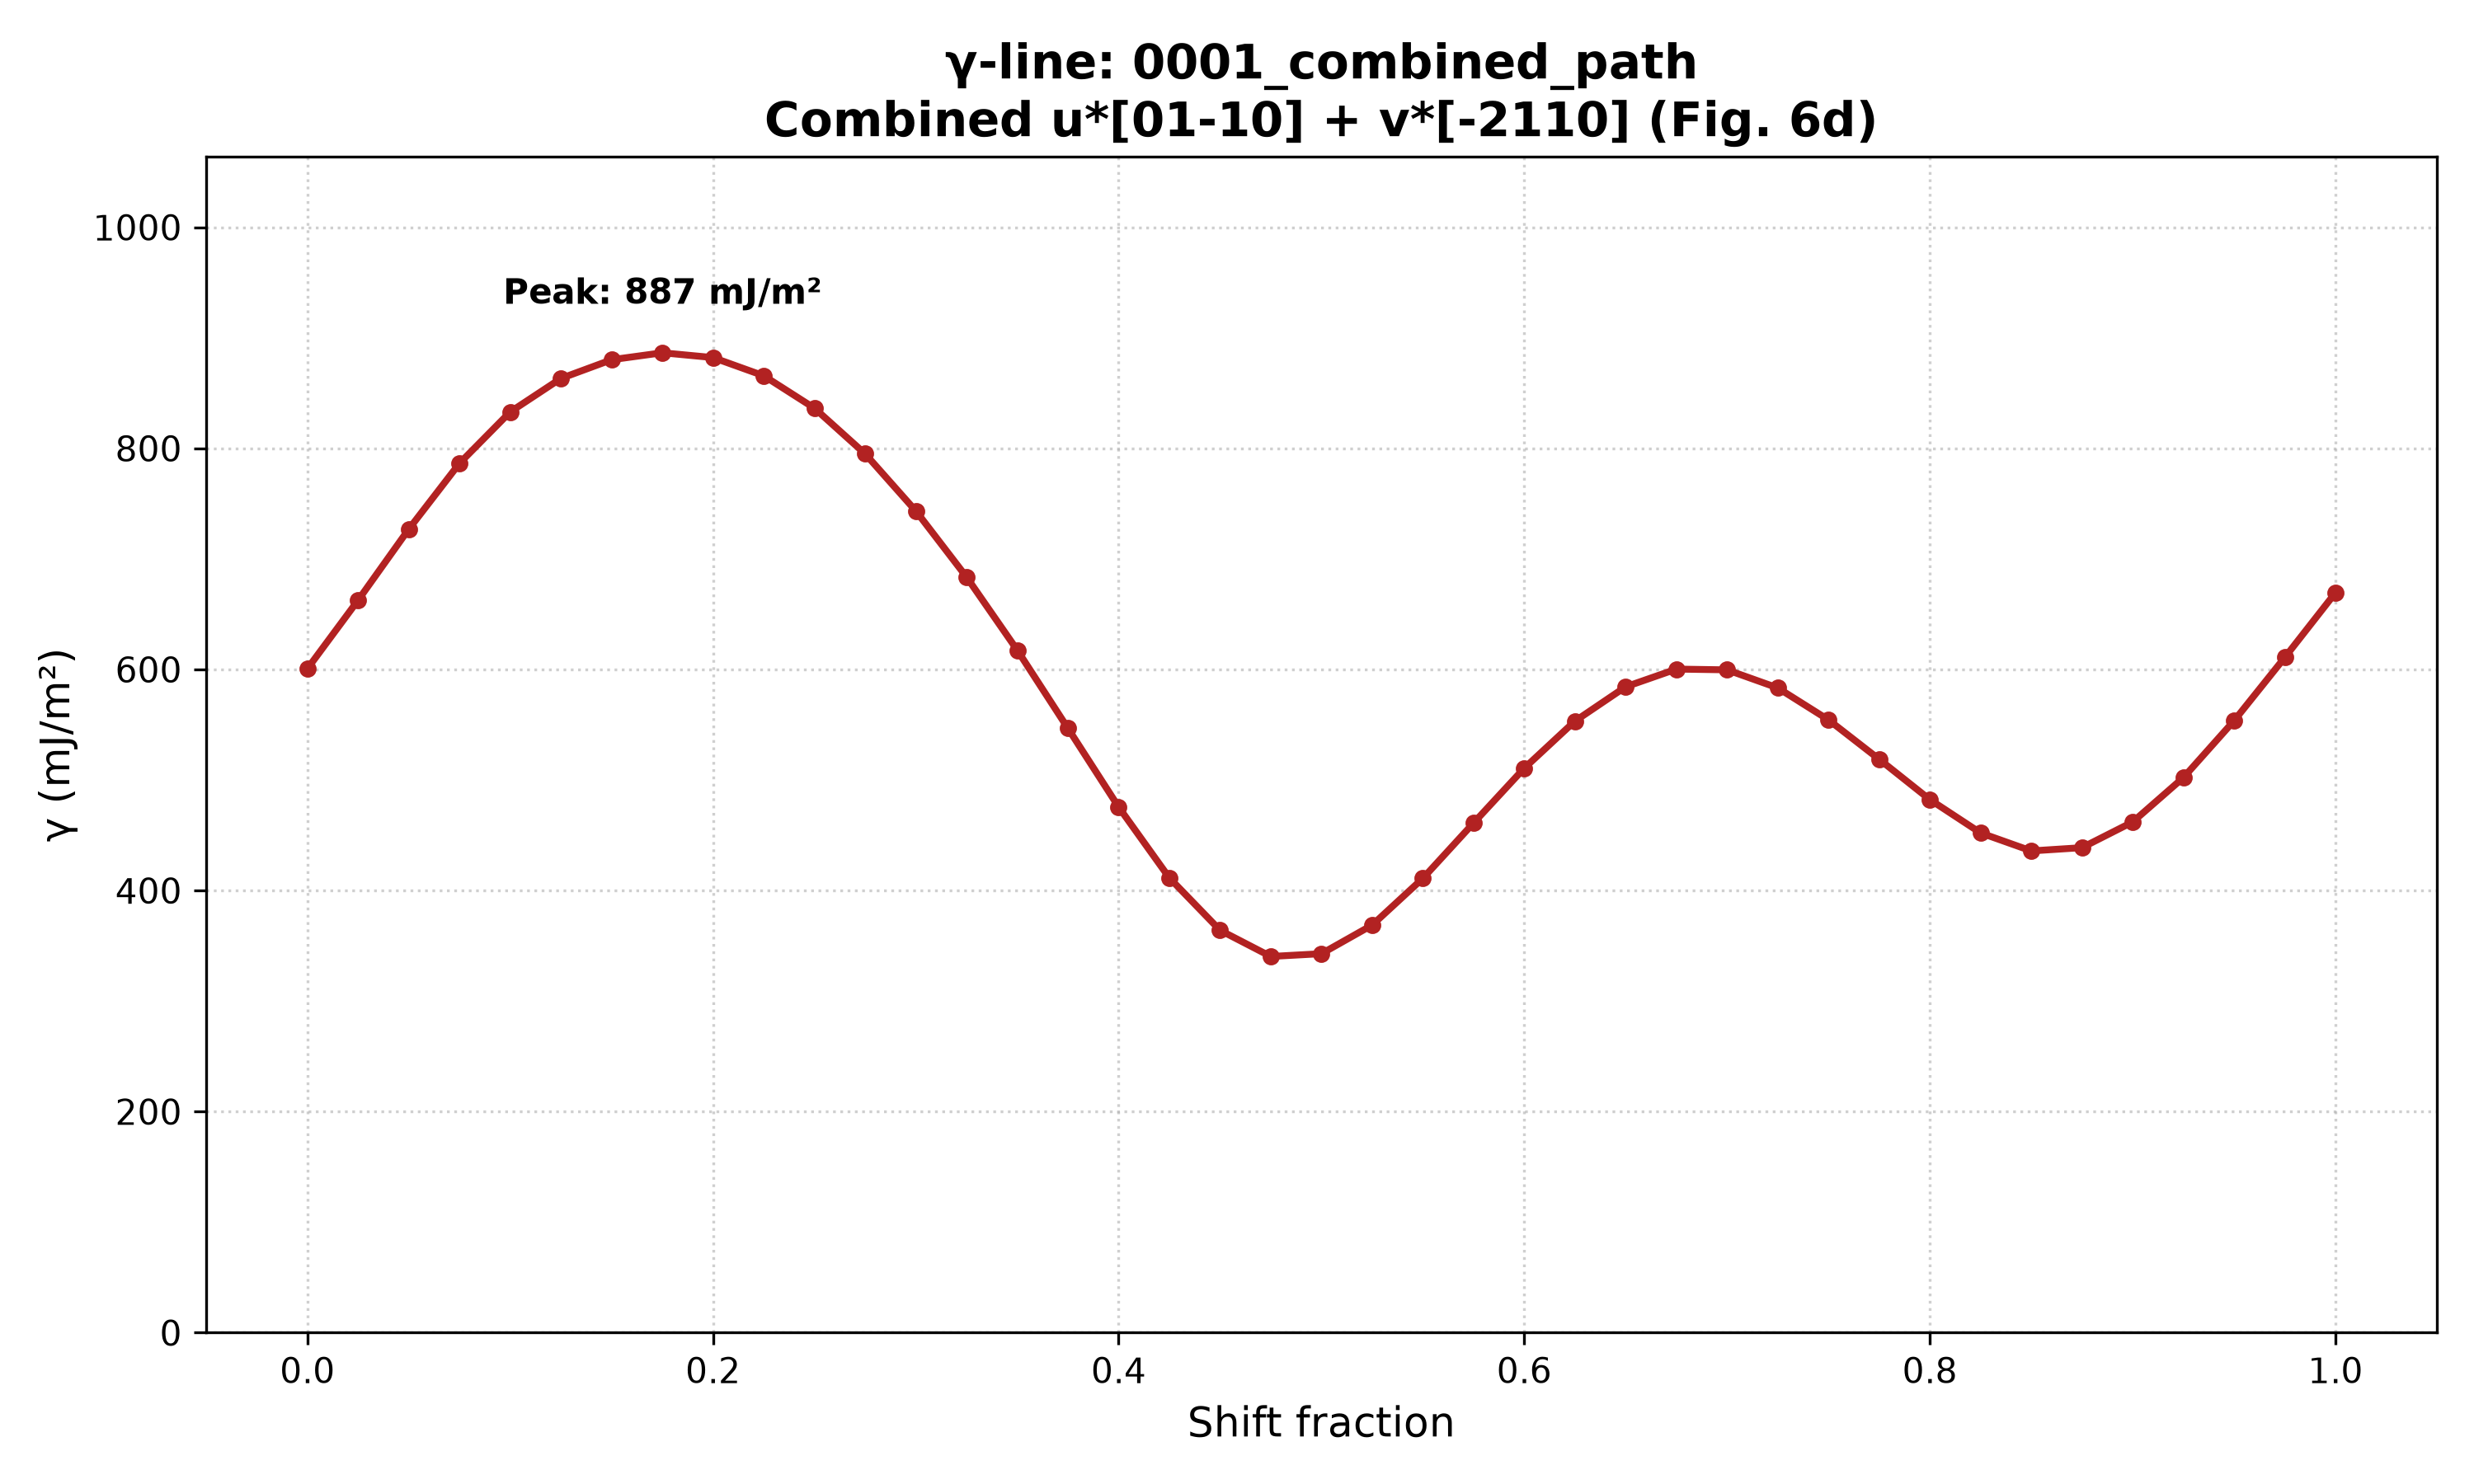 γ-line: 0001_combined_path
Combined u*[01-10] + v*[-2110] (Fig. 6d)
1000
800
600
400
200
0
γ (mJ/m²)
Peak: 887 mJ/m²
0.0 0.2 0.4 0.6 0.8 1.0
Shift fraction